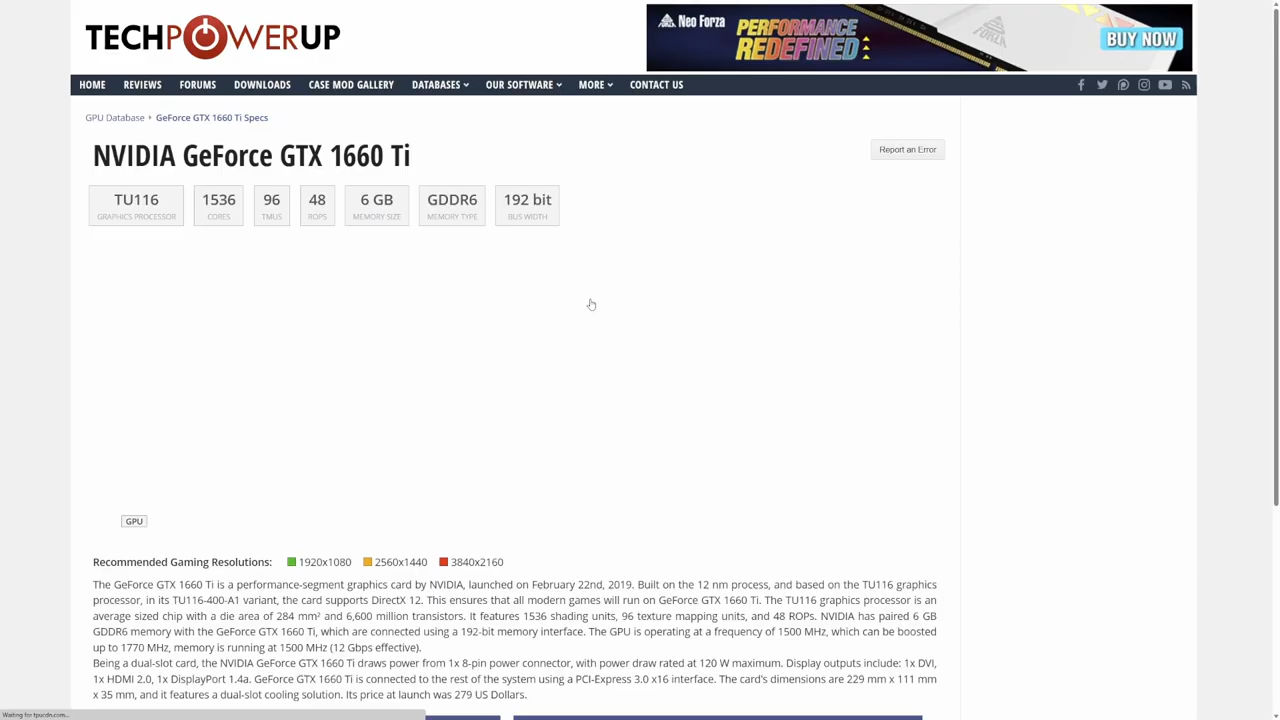 TECHPOWERUP
Neo Forza
PERFORMANCE
REDEFINED
FORZA
BUY NOW
HOME REVIEWS FORUMS DOWNLOADS CASE MOD GALLERY DATABASES OUR SOFTWARE MORE CONTACT US
GPU Database GeForce GTX 1660 Ti Specs
NVIDIA GeForce GTX 1660 Ti
Report an Error
TU116 1536 96 48 6 GB GDDR6 192 bit
GRAPHICS PROCESSOR CORES TMUS ROPS MEMORY SIZE MEMORY TYPE BUS WIDTH
GPU
Recommended Gaming Resolutions: 1920x1080 2560x1440 3840x2160
The GeForce GTX 1660 Ti is a performance-segment graphics card by NVIDIA, launched on February 22nd, 2019. Built on the 12 nm process, and based on the TU116 graphics
processor, in its TU116-400-A1 variant, the card supports DirectX 12. This ensures that all modern games will run on GeForce GTX 1660 Ti. The TU116 graphics processor is an
average sized chip with a die area of 284 mm² and 6,600 million transistors. It features 1536 shading units, 96 texture mapping units, and 48 ROPs. NVIDIA has paired 6 GB
GDDR6 memory with the GeForce GTX 1660 Ti, which are connected using a 192-bit memory interface. The GPU is operating at a frequency of 1500 MHz, which can be boosted
up to 1770 MHz, memory is running at 1500 MHz (12 Gbps effective).
Being a dual-slot card, the NVIDIA GeForce GTX 1660 Ti draws power from 1x 8-pin power connector, with power draw rated at 120 W maximum. Display outputs include: 1x DVI,
1x HDMI 2.0, 1x DisplayPort 1.4a. GeForce GTX 1660 Ti is connected to the rest of the system using a PCI-Express 3.0 x16 interface. The card's dimensions are 229 mm x 111 mm
x 35 mm, and it features a dual-slot cooling solution. Its price at launch was 279 US Dollars.
Waiting for tpucdn.com...